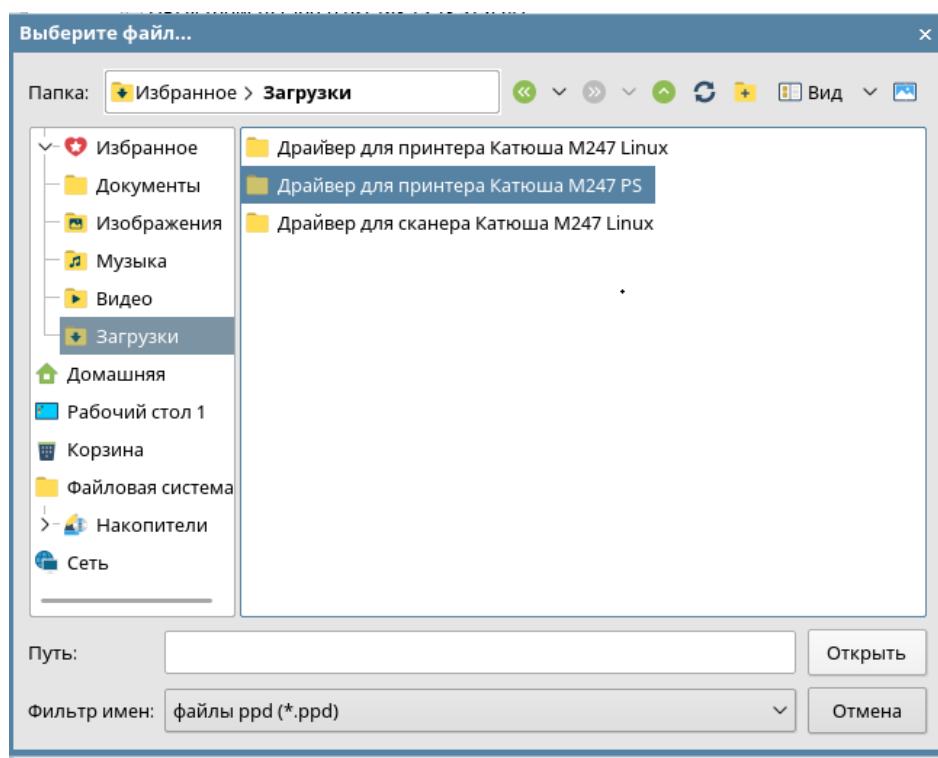 Выберите файл...
Папка: Избранное > Загрузки Вид
Избранное
Документы
Изображения
Музыка
Видео
Загрузки
Домашняя
Рабочий стол 1
Корзина
Файловая система
Накопители
Сеть
Драйвер для принтера Катюша M247 Linux
Драйвер для принтера Катюша M247 PS
Драйвер для сканера Катюша M247 Linux
Путь: Открыть
Фильтр имен: файлы ppd (*.ppd) Отмена